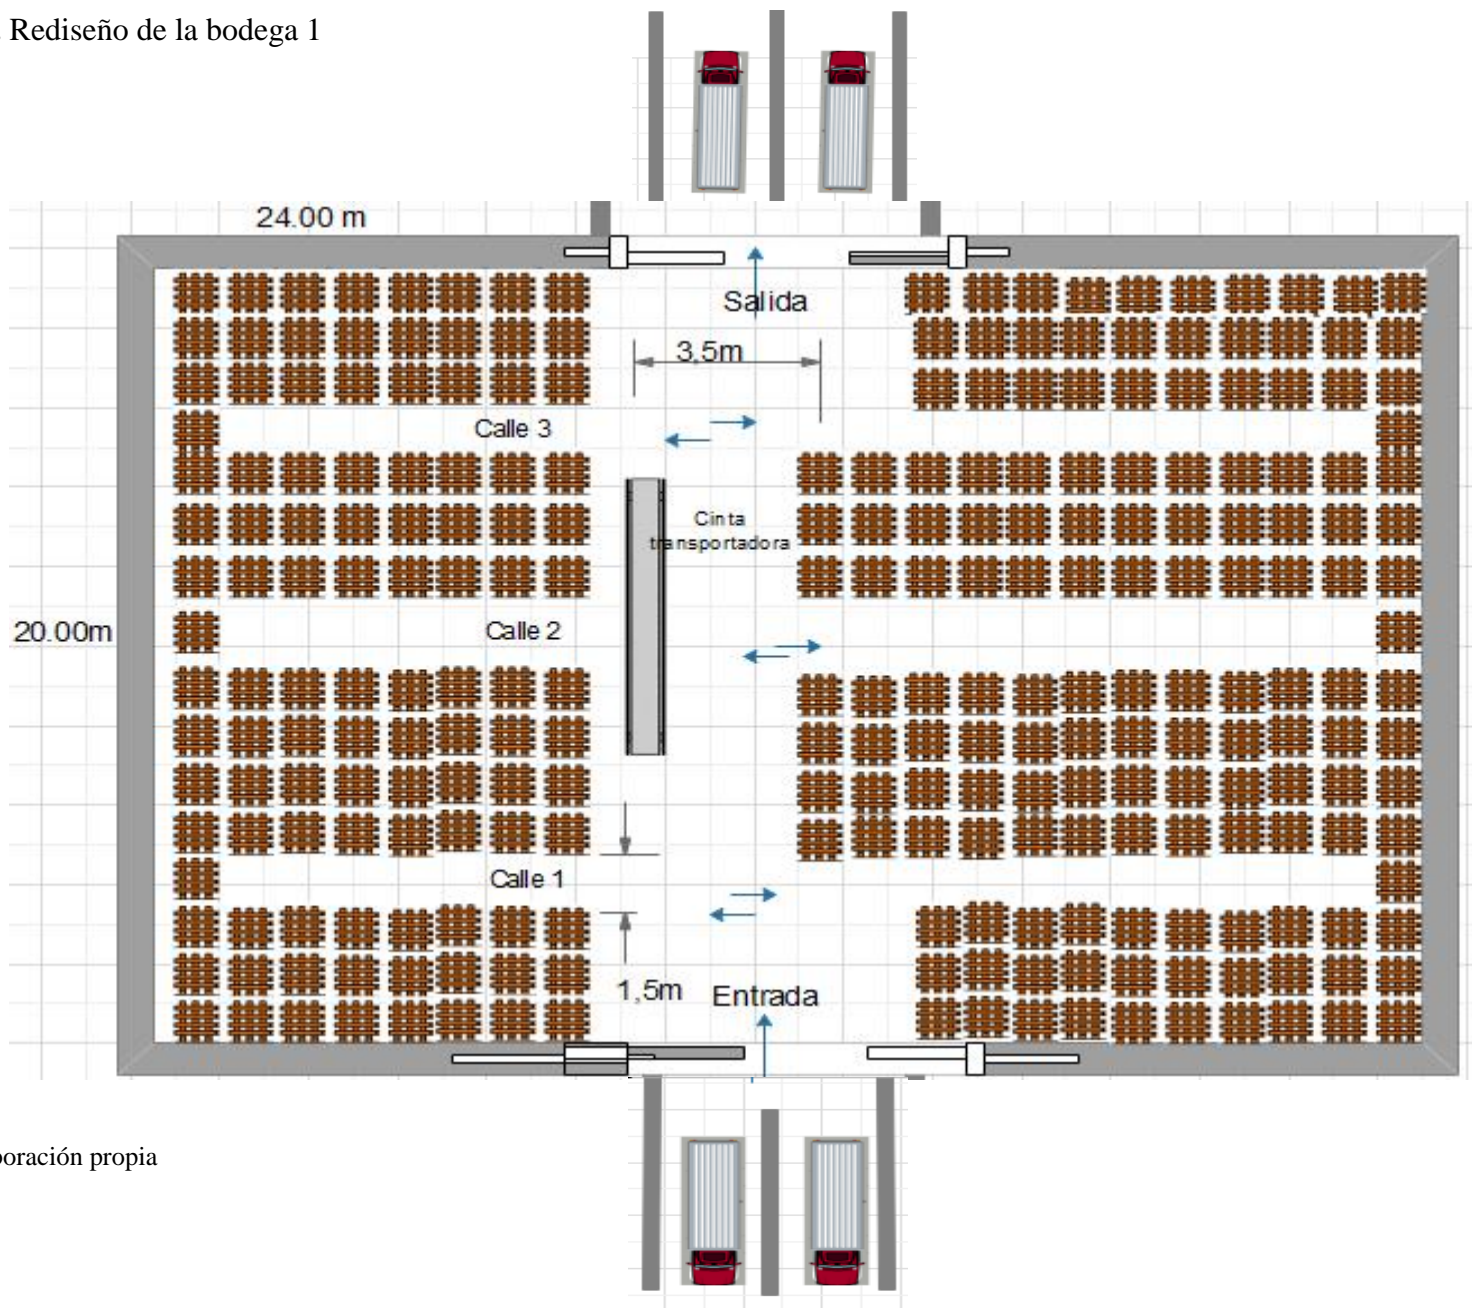 . Rediseño de la bodega 1
24.00 m
Salida
3,5m
Calle 3
Cinta
transportadora
20.00m
Calle 2
Calle 1
1,5m
Entrada
oración propia